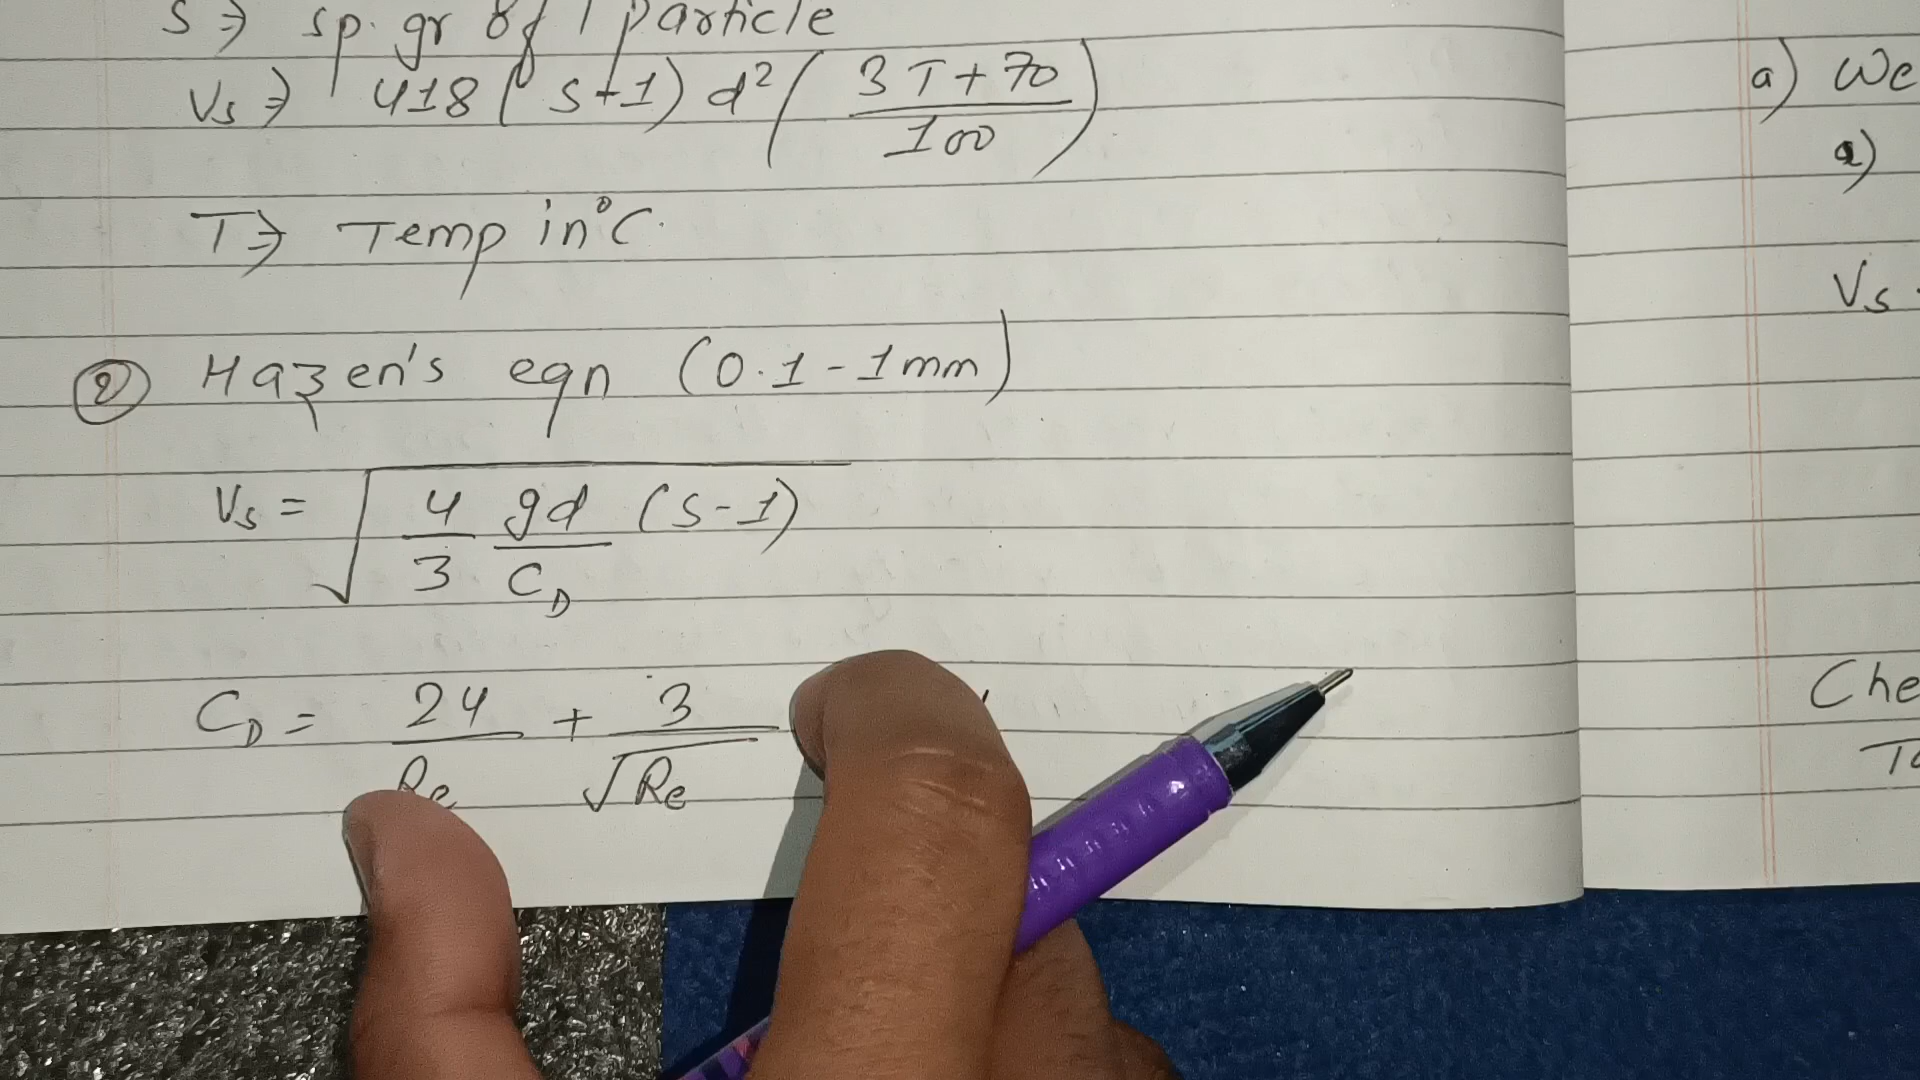 S ⇒ sp. gr of particle
Vs ⇒ 418 (S+1) d² ( (3T+70)/100 )
T ⇒ Temp in °C.
② Hazen's eqn (0.1 - 1mm)
Vs = √( 4/3 gd/C_D (S-1) )
C_D = 24/Re + 3/√Re
a) We
a)
Vs
Che